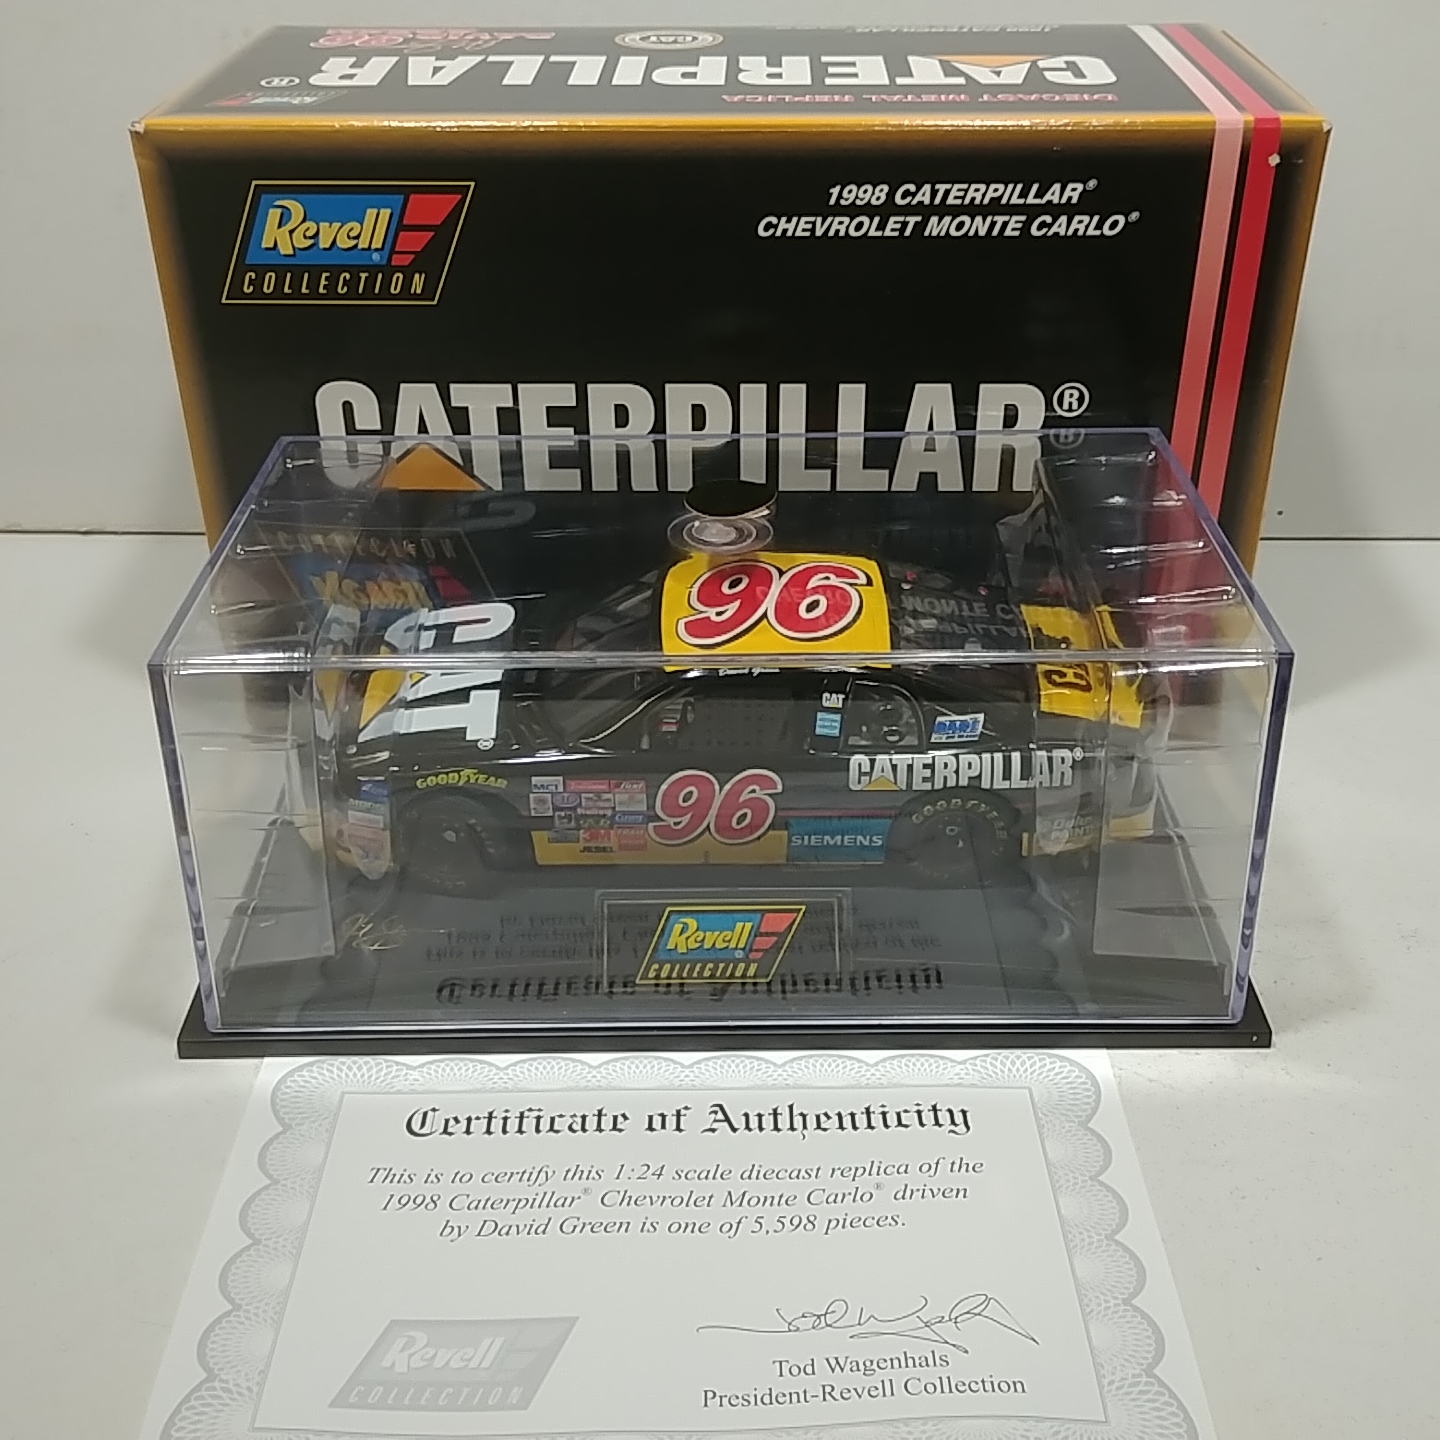 CATERPILLAR®
DIECAST METAL REPLICA
Revell
COLLECTION
Revell
COLLECTION
1998 CATERPILLAR®
CHEVROLET MONTE CARLO®
CATERPILLAR®
96
CAT
CAT
GOODYEAR
96
CATERPILLAR®
GOODYEAR
SIEMENS
Revell
COLLECTION
Certificate of Authenticity
This is to certify this 1:24 scale diecast replica of the
1998 Caterpillar® Chevrolet Monte Carlo® driven
by David Green is one of 5,598 pieces.
Revell
COLLECTION
Tod Wagenhals
President-Revell Collection